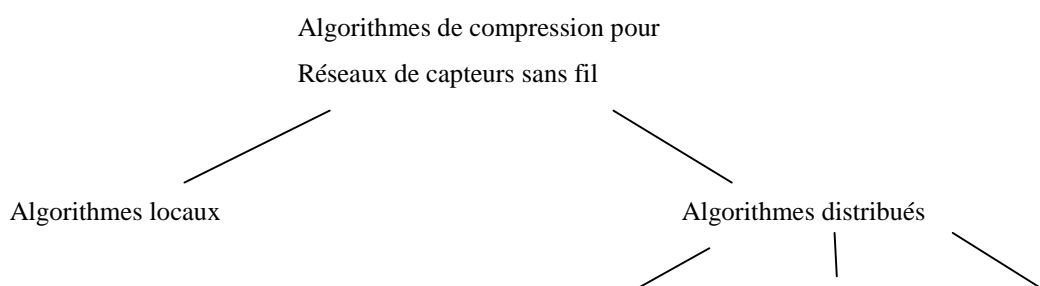 Algorithmes de compression pour
Réseaux de capteurs sans fil
Algorithmes locaux
Algorithmes distribués